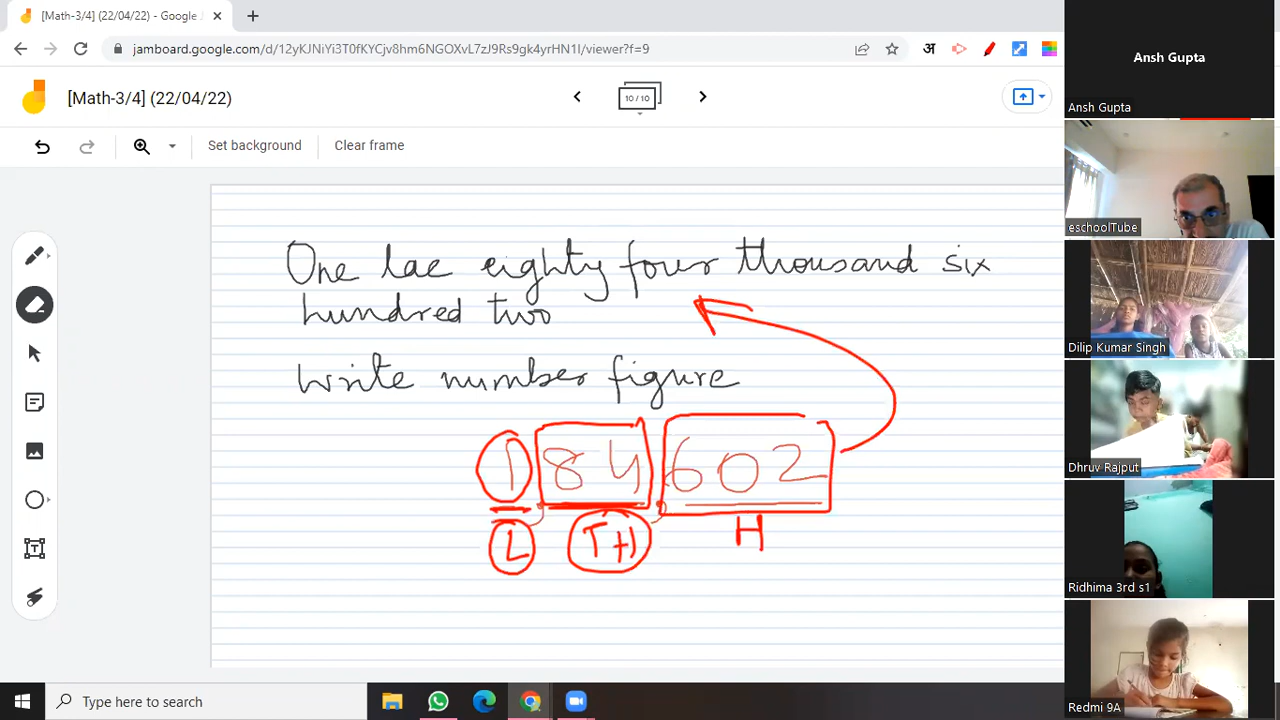 [Math-3/4] (22/04/22) - Google J
jamboard.google.com/d/12yKJNiYi3T0IKYCjv8hm6NGOXvL7zJ9Rs9gk4yrHN1I/viewer?f=9
अ
[Math-3/4] (22/04/22)
10 / 10
Set background
Clear frame
One lac eighty four thousand six
hundred two
Write number figure
1,84,602
L TH H
Ansh Gupta
Ansh Gupta
eschoolTube
Dilip Kumar Singh
Dhruv Rajput
Ridhima 3rd s1
Redmi 9A
Type here to search